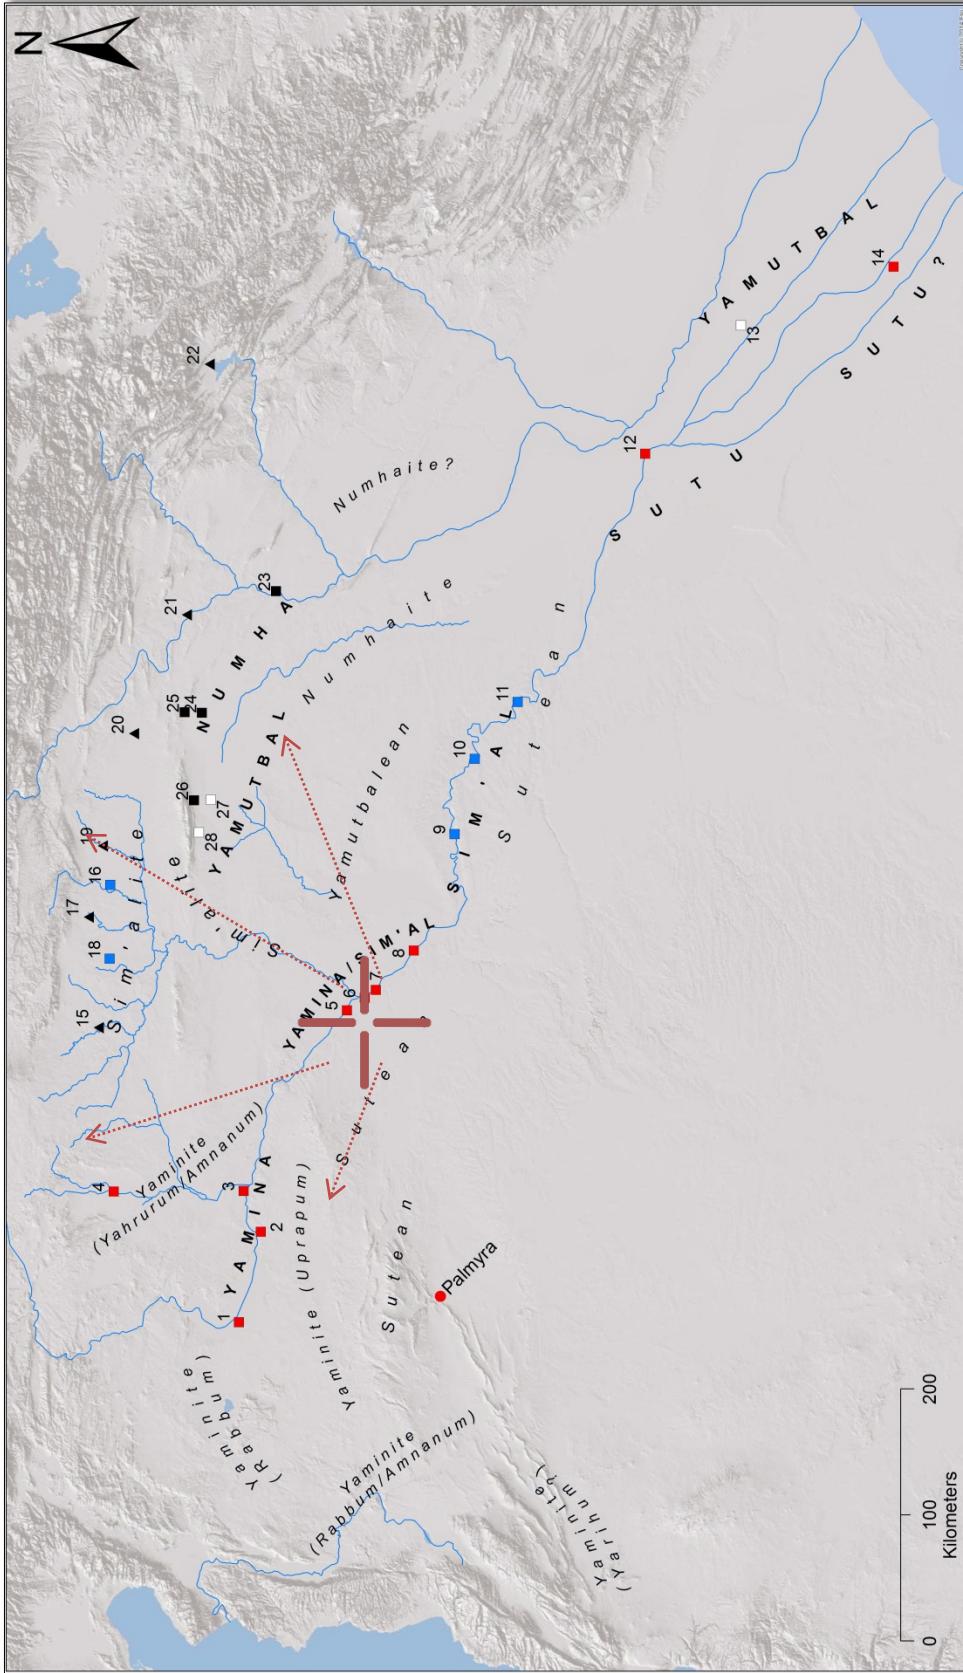 N
22
21
20
19
17
16
18
15
25
24
23
26
27
28
4
3
2
1
5
6
7
8
9
10
11
12
13
14
Sim'alite
Sim'alite
NUMHA
Numhaite?
Numhaite
YAMUTBAL
Yamutbalean
YAMINA/SIM'AL
SIM'AL
Sutean
SUTU
YAMUTBAL
SUTU?
Yaminite
(Yahrurum/Amnanum)
YAMINA
Yaminite
(Rabbum)
Yaminite (Uprapum)
Sutean
Palmyra
Yaminite
(Rabbum/Amnanum)
Yaminite
(Yarihum?)
0 100 200
Kilometers